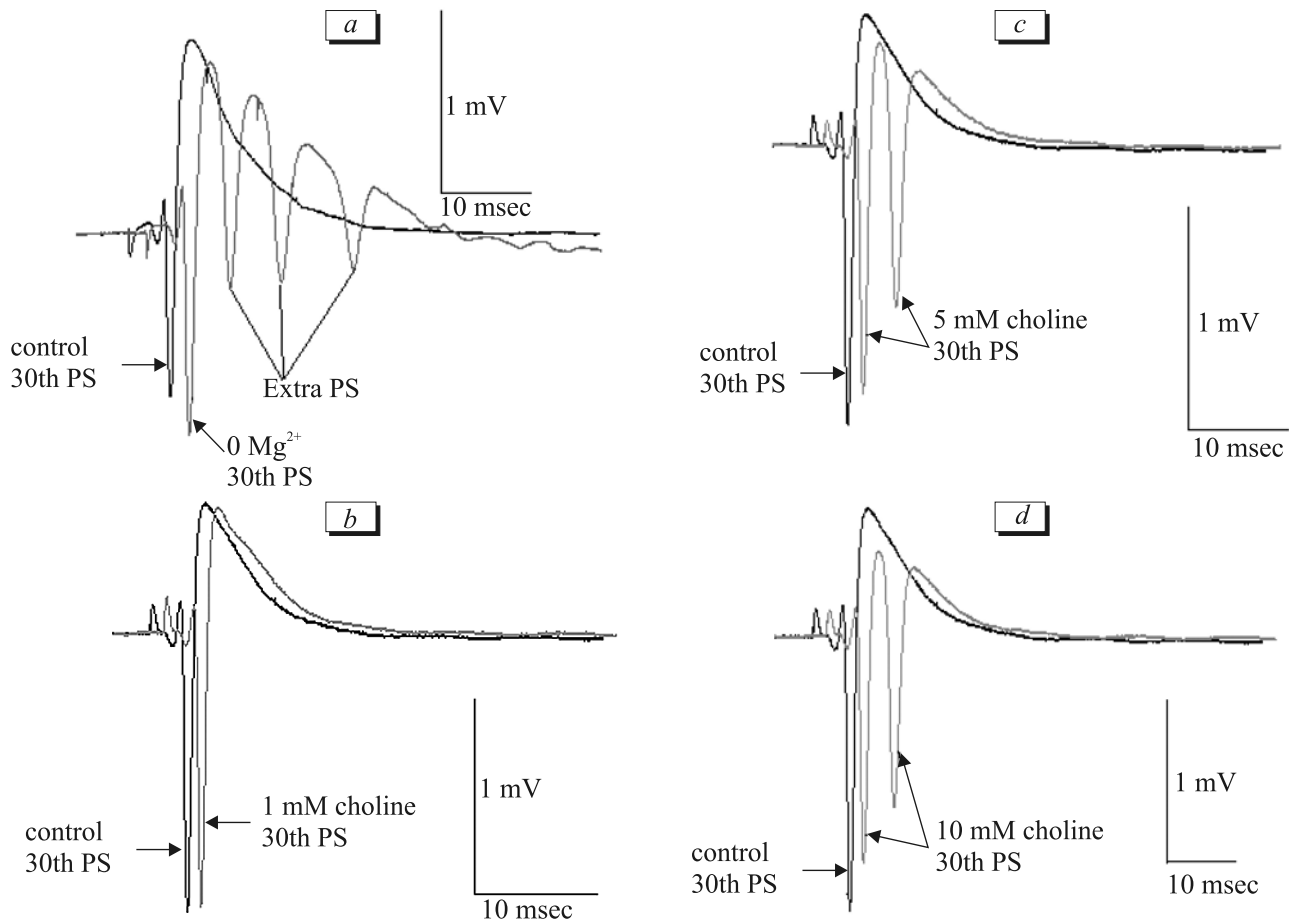 a
1 mV
10 msec
control
30th PS
Extra PS
0 Mg²⁺
30th PS
b
1 mM choline
30th PS
control
30th PS
1 mV
10 msec
c
5 mM choline
30th PS
control
30th PS
1 mV
10 msec
d
1 mV
10 msec
10 mM choline
30th PS
control
30th PS